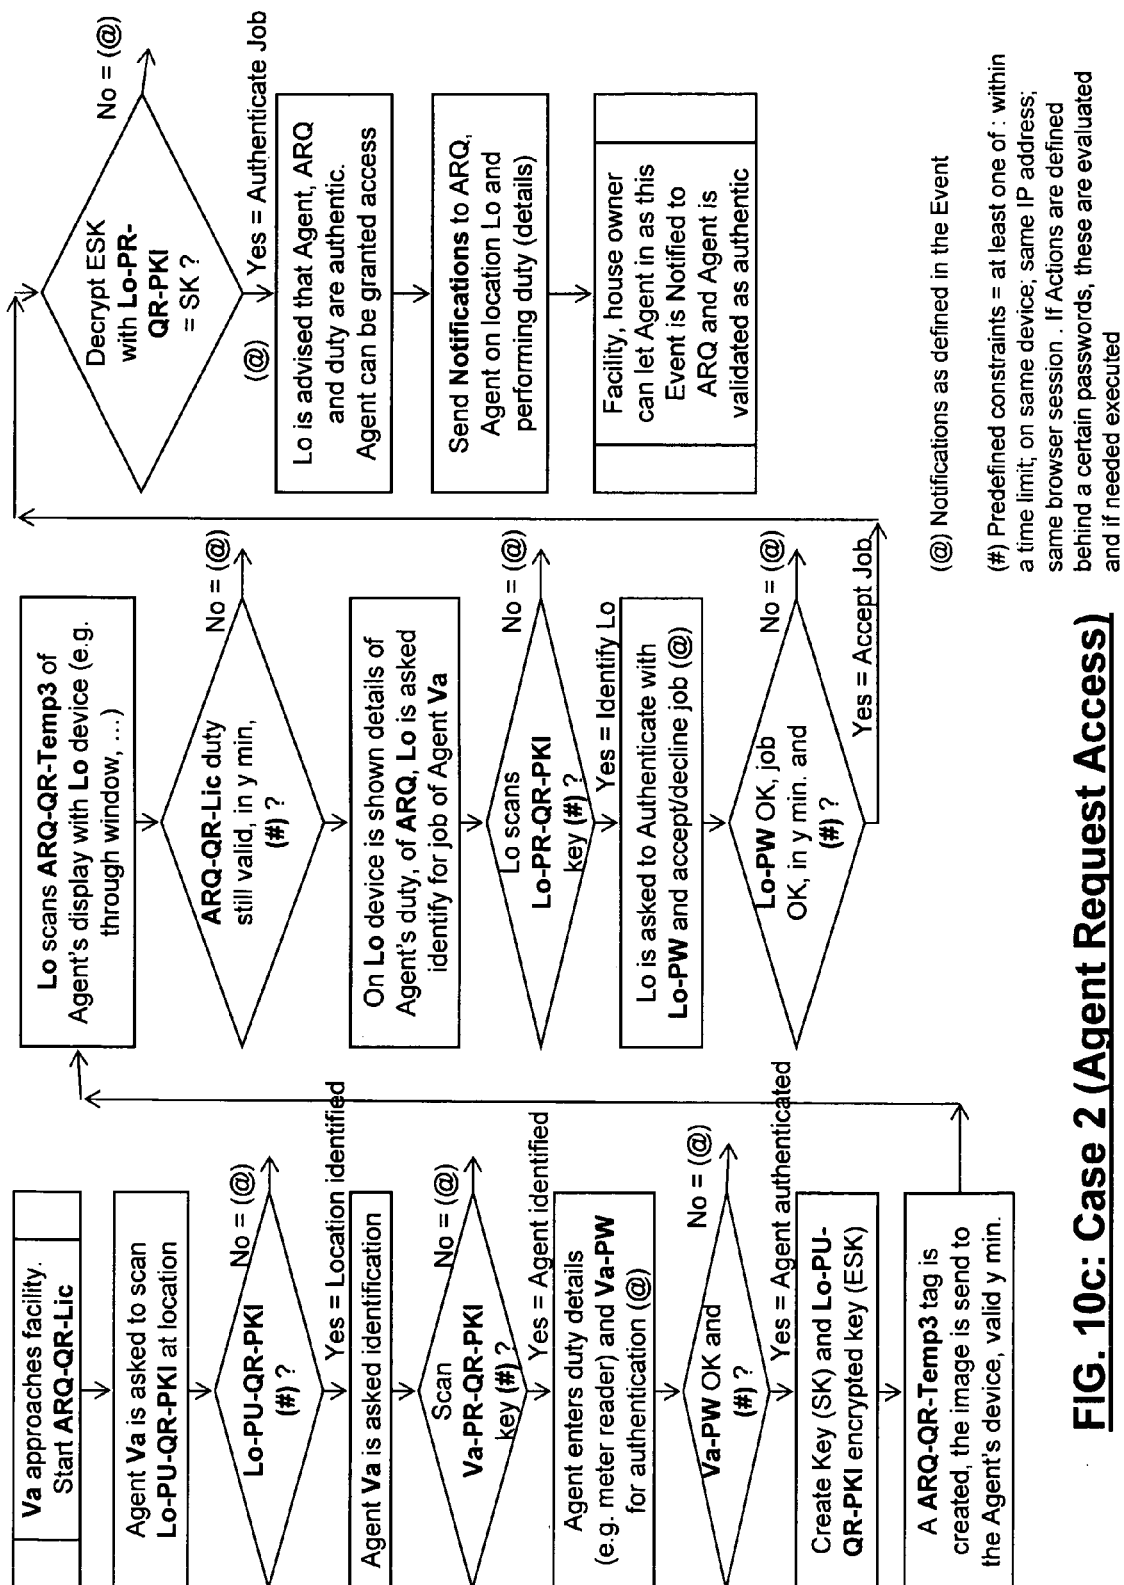 Va approaches facility.
Start ARQ-QR-Lic
Agent Va is asked to scan
Lo-PU-QR-PKI at location
Lo-PU-QR-PKI
(#) ?
No = (@)
Yes = Location identified
Agent Va is asked identification
Scan
Va-PR-QR-PKI
key (#) ?
No = (@)
Yes = Agent identified
Agent enters duty details
(e.g. meter reader) and Va-PW
for authentication (@)
Va-PW OK and
(#) ?
No = (@)
Yes = Agent authenticated
Create Key (SK) and Lo-PU-
QR-PKI encrypted key (ESK)
A ARQ-QR-Temp3 tag is
created, the image is send to
the Agent's device, valid y min.
Lo scans ARQ-QR-Temp3 of
Agent's display with Lo device (e.g.
through window, ...)
ARQ-QR-Lic duty
still valid, in y min,
(#) ?
No = (@)
On Lo device is shown details of
Agent's duty, of ARQ, Lo is asked
identify for job of Agent Va
Lo scans
Lo-PR-QR-PKI
key (#) ?
No = (@)
Yes = Identify Lo
Lo is asked to Authenticate with
Lo-PW and accept/decline job (@)
Lo-PW OK, job
OK, in y min. and
(#) ?
No = (@)
Yes = Accept Job
Decrypt ESK
with Lo-PR-
QR-PKI
= SK ?
No = (@)
(@)
Yes = Authenticate Job
Lo is advised that Agent, ARQ
and duty are authentic.
Agent can be granted access
Send Notifications to ARQ,
Agent on location Lo and
performing duty (details)
Facility, house owner
can let Agent in as this
Event is Notified to
ARQ and Agent is
validated as authentic
(@) Notifications as defined in the Event
(#) Predefined constraints = at least one of : within
a time limit; on same device; same IP address;
same browser session . If Actions are defined
behind a certain passwords, these are evaluated
and if needed executed
FIG. 10c: Case 2 (Agent Request Access)